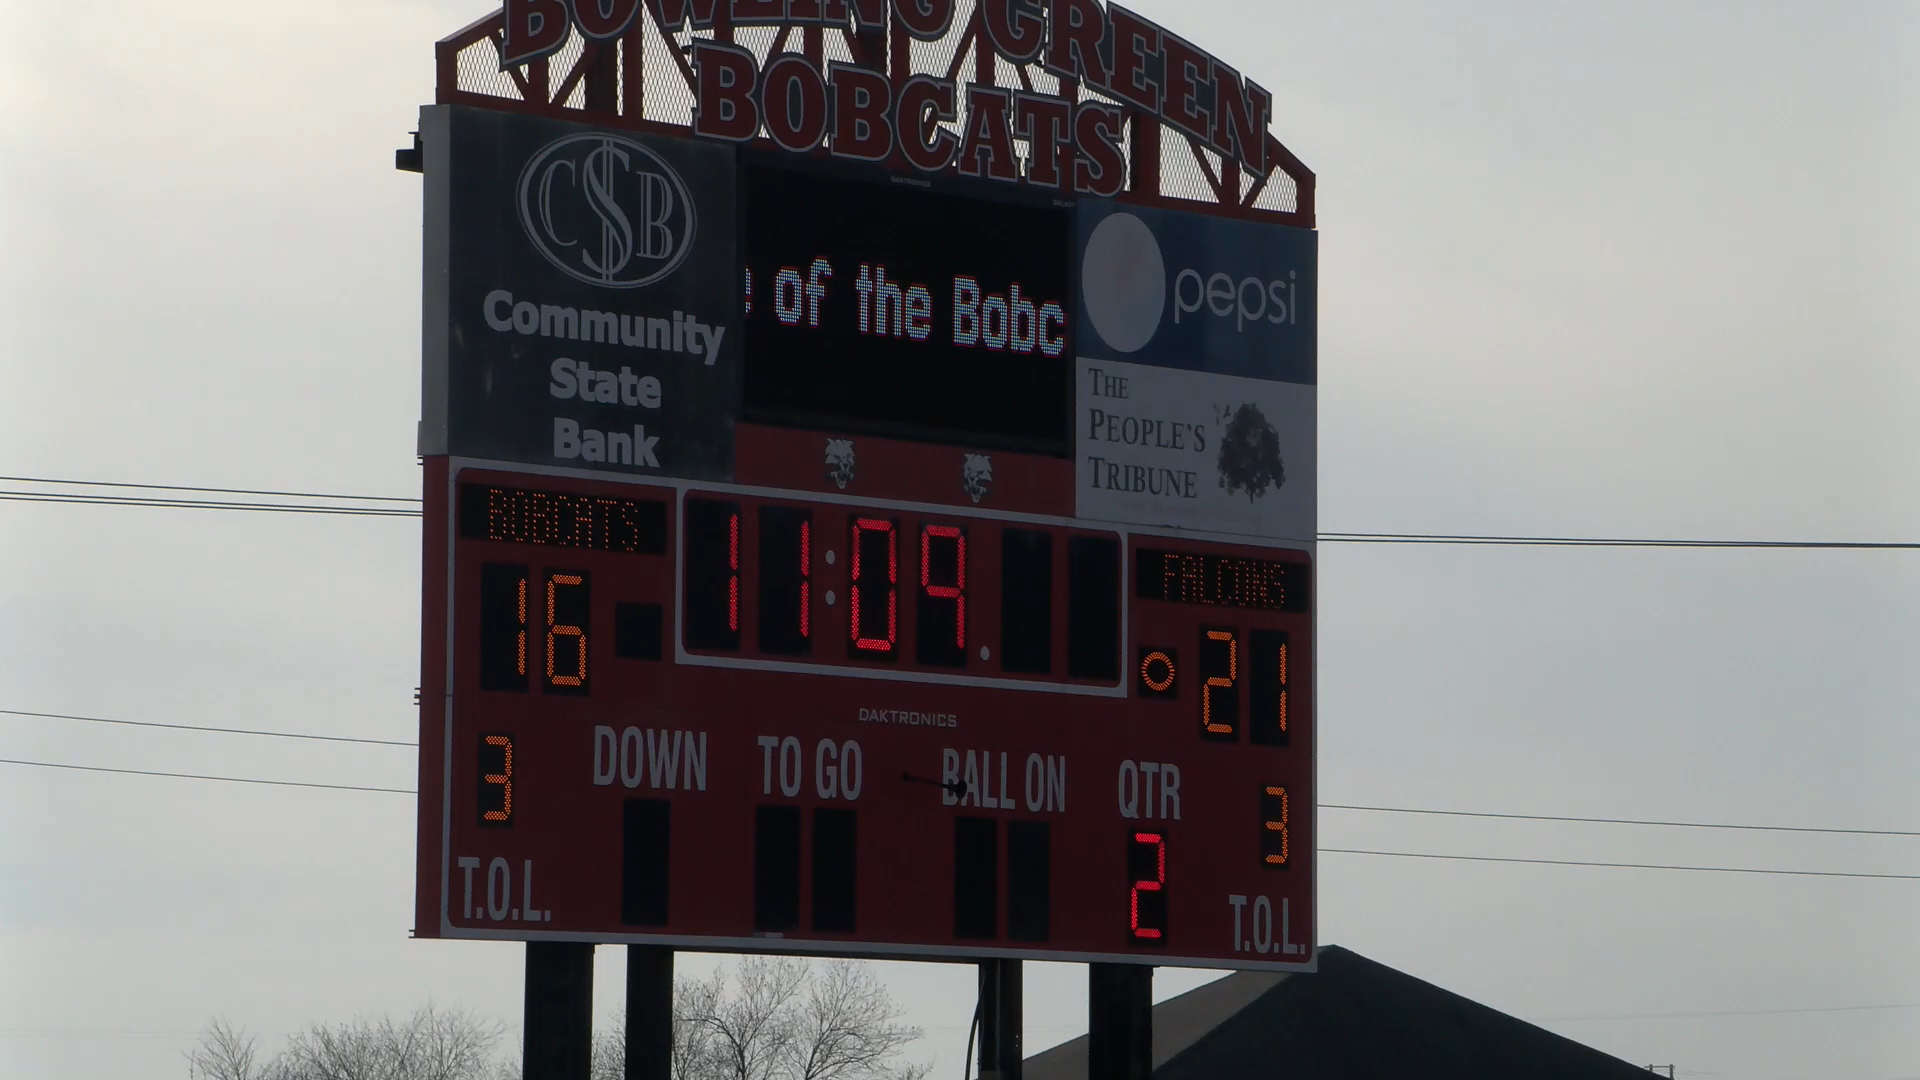 BOWLING GREEN
BOBCATS
CSB
Community
State
Bank
DAKTRONICS
of the Bobc
pepsi
THE
PEOPLE'S
TRIBUNE
BOBCATS
11:09.
FALCONS
16
21
DAKTRONICS
3
DOWN
TO GO
BALL ON
QTR
3
2
T.O.L.
T.O.L.